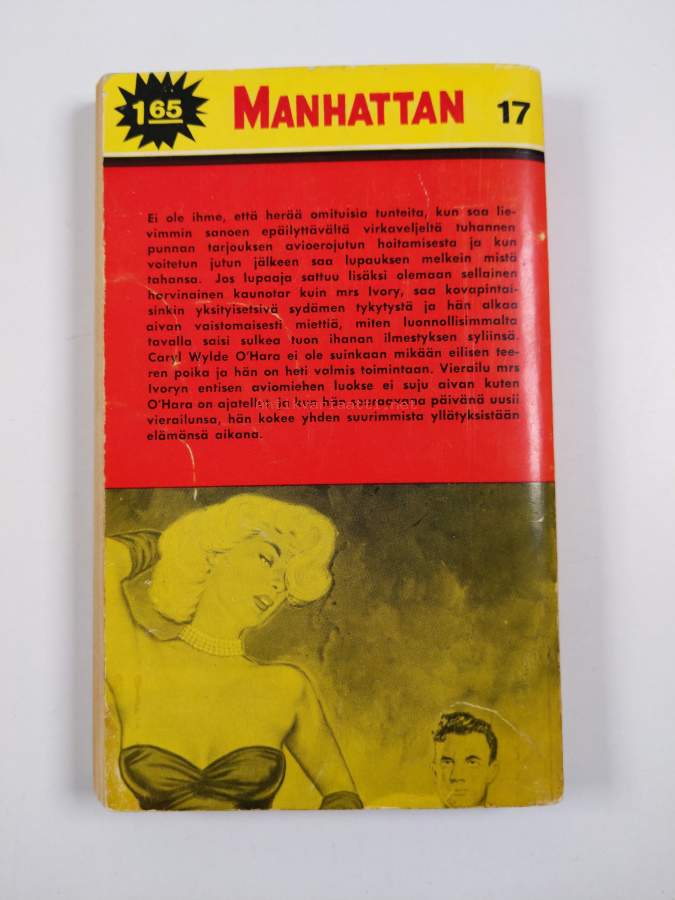 165 MANHATTAN 17
Ei ole ihme, että herää omituisia tunteita, kun saa lie-
vimmin sanoen epäilyttävältä virkaveljeltä tuhannen
punnan tarjouksen avioerojutun hoitamisesta ja kun
voitetun jutun jälkeen saa lupauksen melkein mistä
tahansa. Jos lupaaja sattuu lisäksi olemaan sellainen
harvinainen kaunotar kuin mrs Ivory, saa kovapintai-
sinkin yksityisetsivä sydämen tykytystä ja hän alkaa
aivan vaistomaisesti miettiä, miten luonnollisimmalta
tavalla saisi sulkea tuon ihanan ilmestyksen syliinsä.
Caryl Wylde O'Hara ei ole suinkaan mikään eilisen tee-
ren poika ja hän on heti valmis toimintaan. Vierailu mrs
Ivoryn entisen aviomiehen luokse ei suju aivan kuten
O'Hara on ajatellut ja kun hän seuraavana päivänä uusii
vierailunsa, hän kokee yhden suurimmista yllätyksistään
elämänsä aikana.